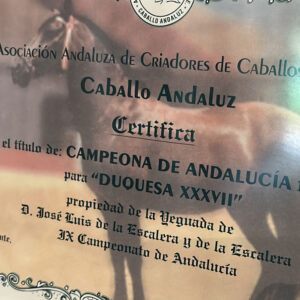 CABALLO ANDALUZ
Asociación Andaluza de Criadores de Caballos
Caballo Andaluz
Certifica
el título de: CAMPEONA DE ANDALUCÍA
para “DUQUESA XXXVII”
propiedad de la Yeguada de
D. José Luis de la Escalera y de la Escalera
IX Campeonato de Andalucía